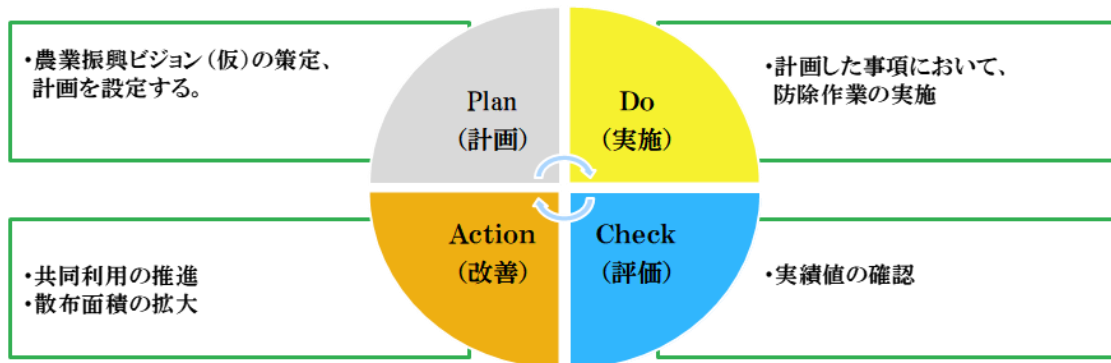 ・農業振興ビジョン（仮）の策定、
計画を設定する。
Plan
（計画）
Do
（実施）
・計画した事項において、
防除作業の実施
・共同利用の推進
・散布面積の拡大
Action
（改善）
Check
（評価）
・実績値の確認